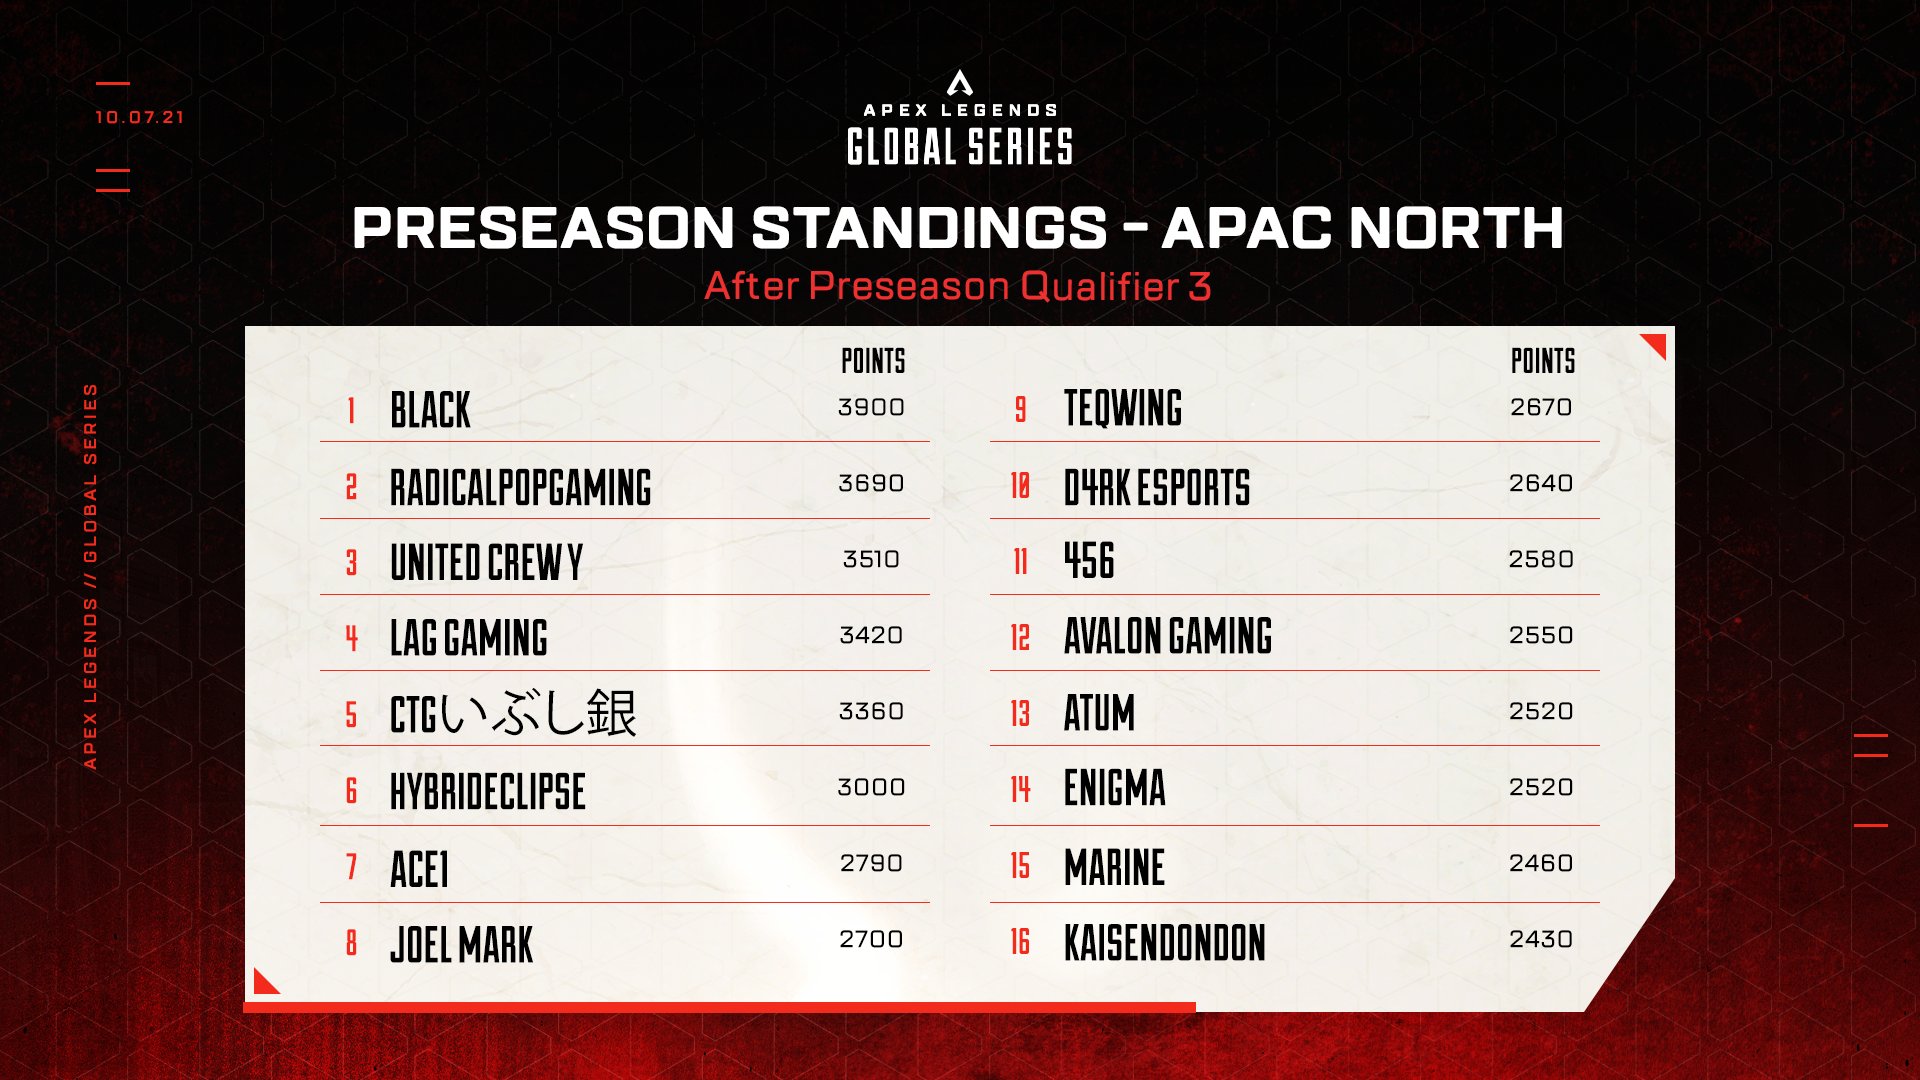 10.07.21
APEX LEGENDS
GLOBAL SERIES
PRESEASON STANDINGS - APAC NORTH
After Preseason Qualifier 3
APEX LEGENDS // GLOBAL SERIES
POINTS
1 BLACK 3900
2 RADICALPOPGAMING 3690
3 UNITED CREW Y 3510
4 LAG GAMING 3420
5 CTGいぶし銀 3360
6 HYBRIDECLIPSE 3000
7 ACE1 2790
8 JOEL MARK 2700
POINTS
9 TEQWING 2670
10 D4RK ESPORTS 2640
11 456 2580
12 AVALON GAMING 2550
13 ATUM 2520
14 ENIGMA 2520
15 MARINE 2460
16 KAISENDONDON 2430